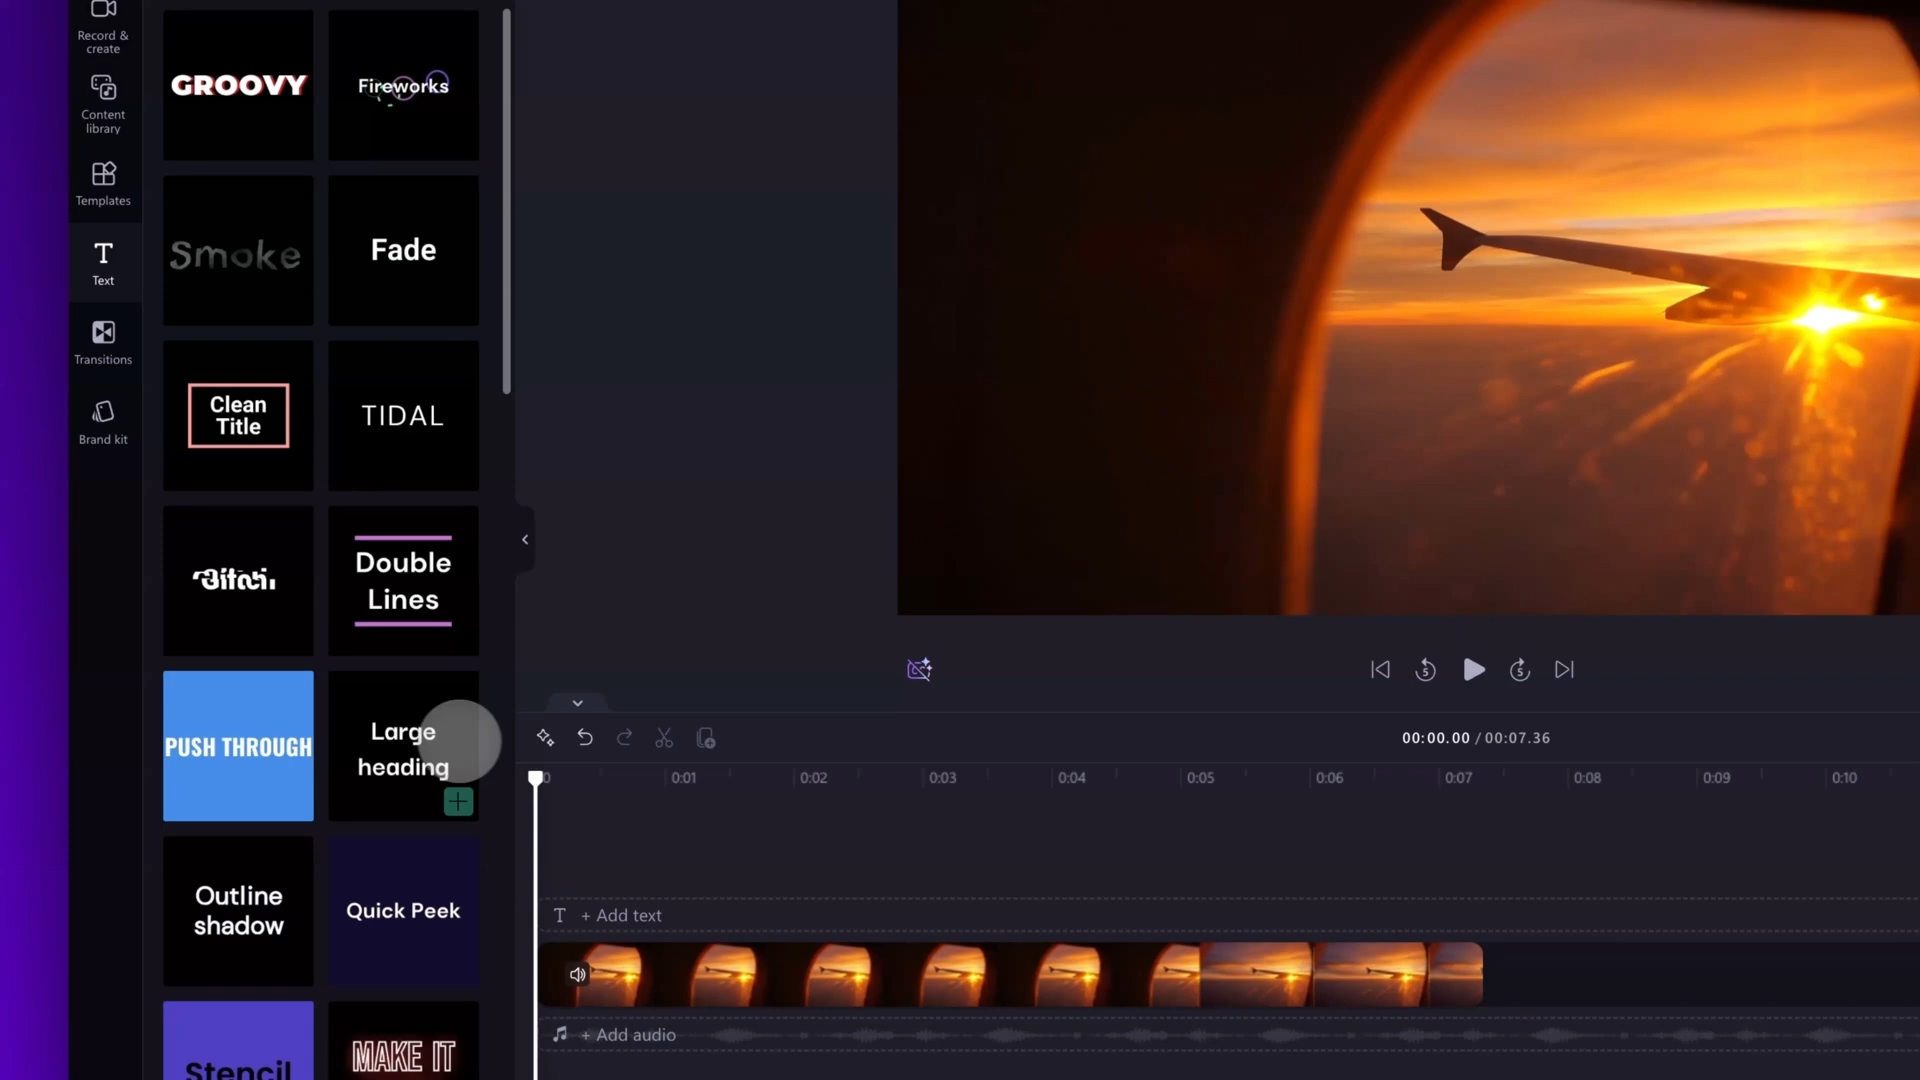 Record &
create
Content
library
Templates
Text
Transitions
Brand kit
GROOVY
Fireworks
Smoke
Fade
Clean
Title
TIDAL
Double
Lines
PUSH THROUGH
Large
heading
Outline
shadow
Quick Peek
Stencil
MAKE IT
5
5
00:00.00 / 00:07.36
0
0:01
0:02
0:03
0:04
0:05
0:06
0:07
0:08
0:09
0:10
T + Add text
+ Add audio